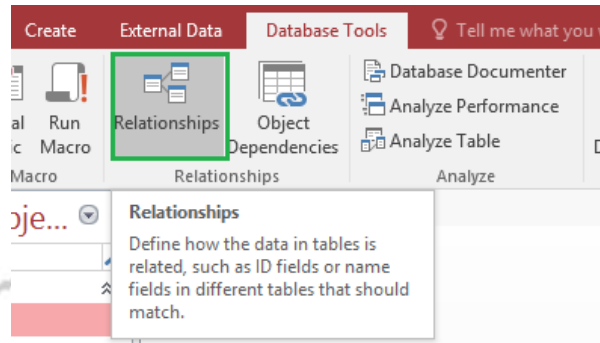 Create External Data Database Tools Tell me what you
Relationships
Object
Dependencies
Database Documenter
Analyze Performance
Analyze Table
al Run
c Macro
Macro Relationships Analyze
oje...
Relationships
Define how the data in tables is
related, such as ID fields or name
fields in different tables that should
match.